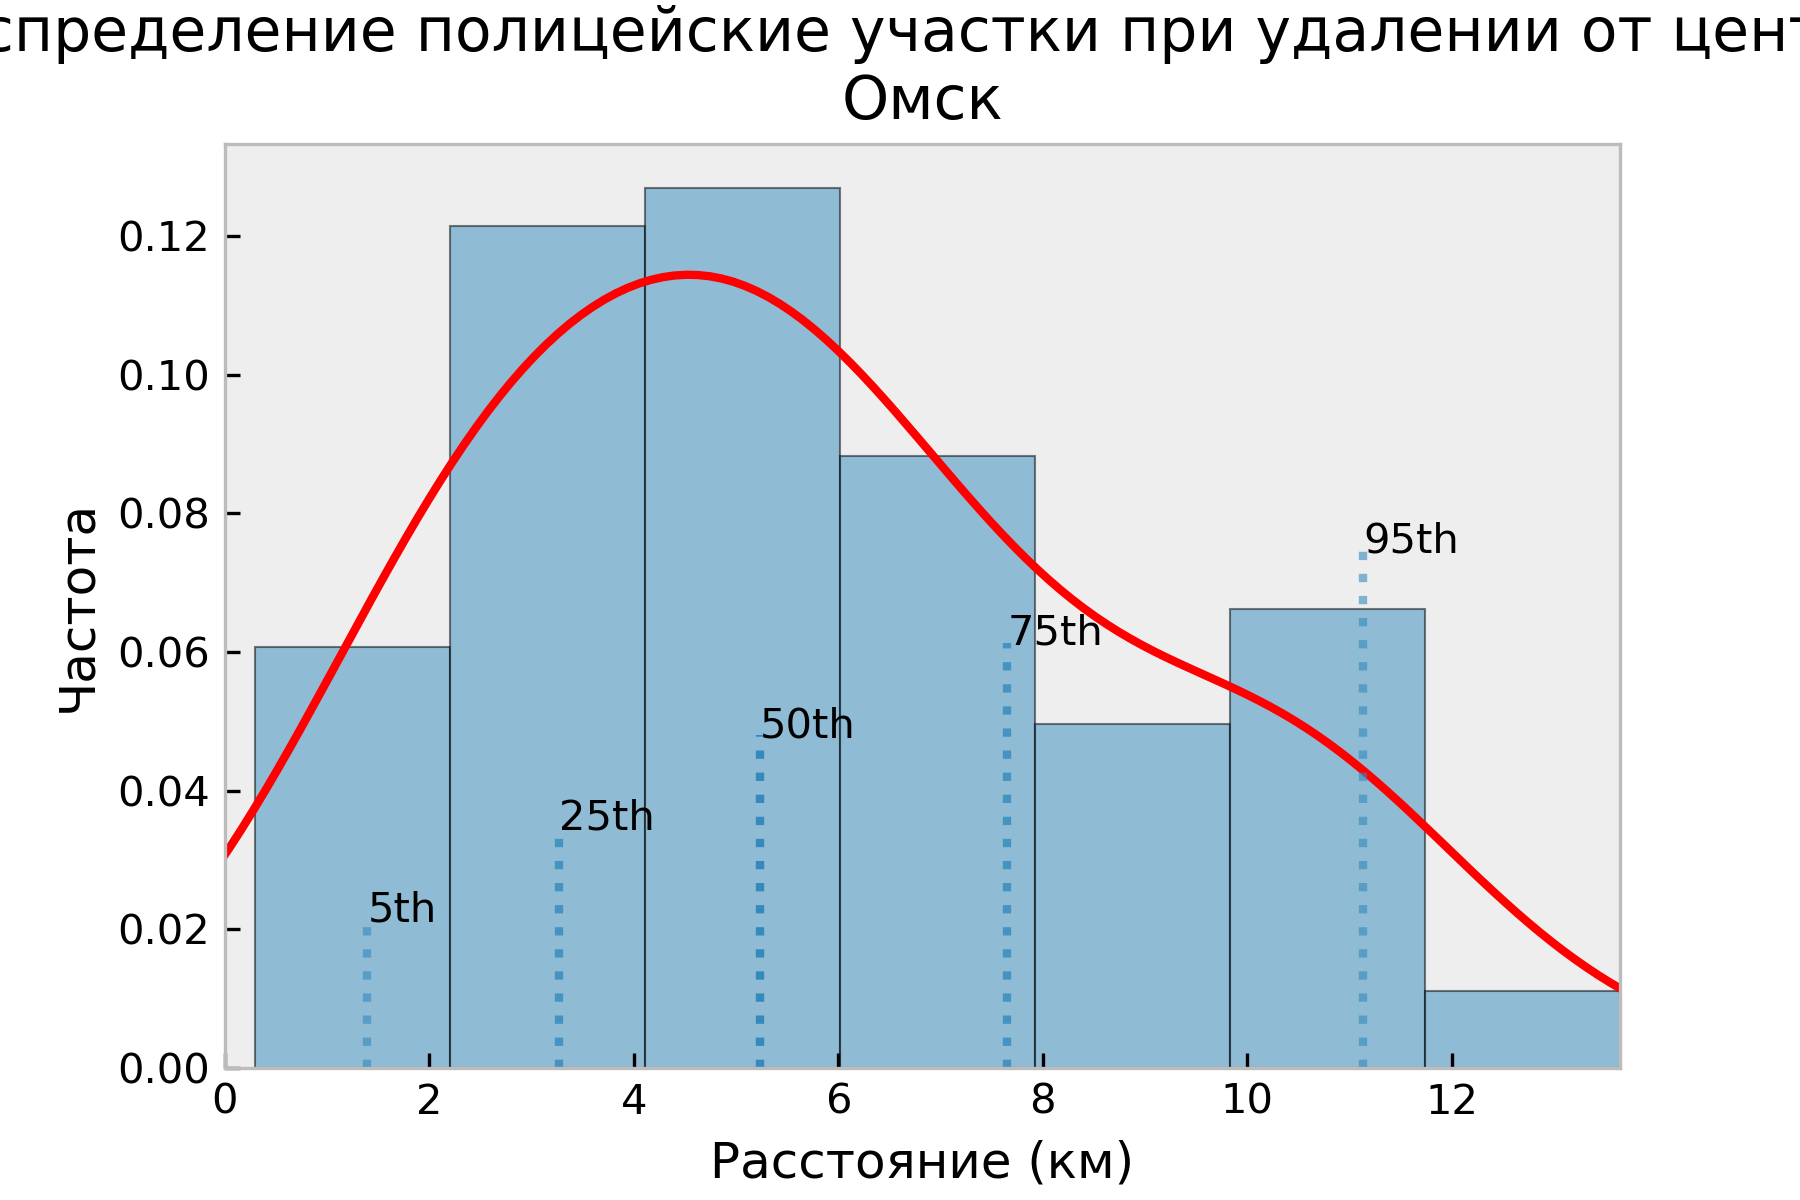 спределение полицейские участки при удалении от цент
Омск
Частота
0.12
0.10
0.08
0.06
0.04
0.02
0.00
95th
75th
50th
25th
5th
0 2 4 6 8 10 12
Расстояние (км)